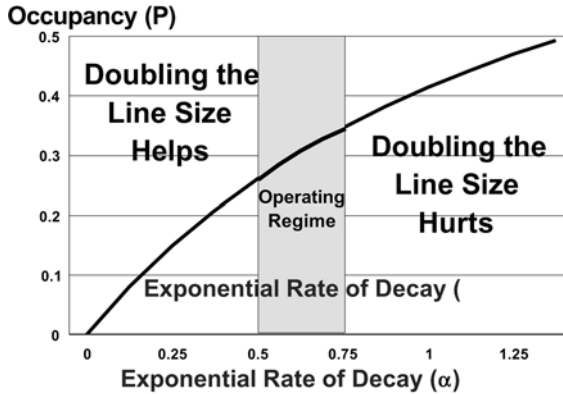 Occupancy (P)
0.5
Doubling the
Line Size
Helps
0.4
0.3
Doubling the
Line Size
Hurts
Operating
Regime
0.2
0.1
Exponential Rate of Decay (
0
0 0.25 0.5 0.75 1 1.25
Exponential Rate of Decay (α)